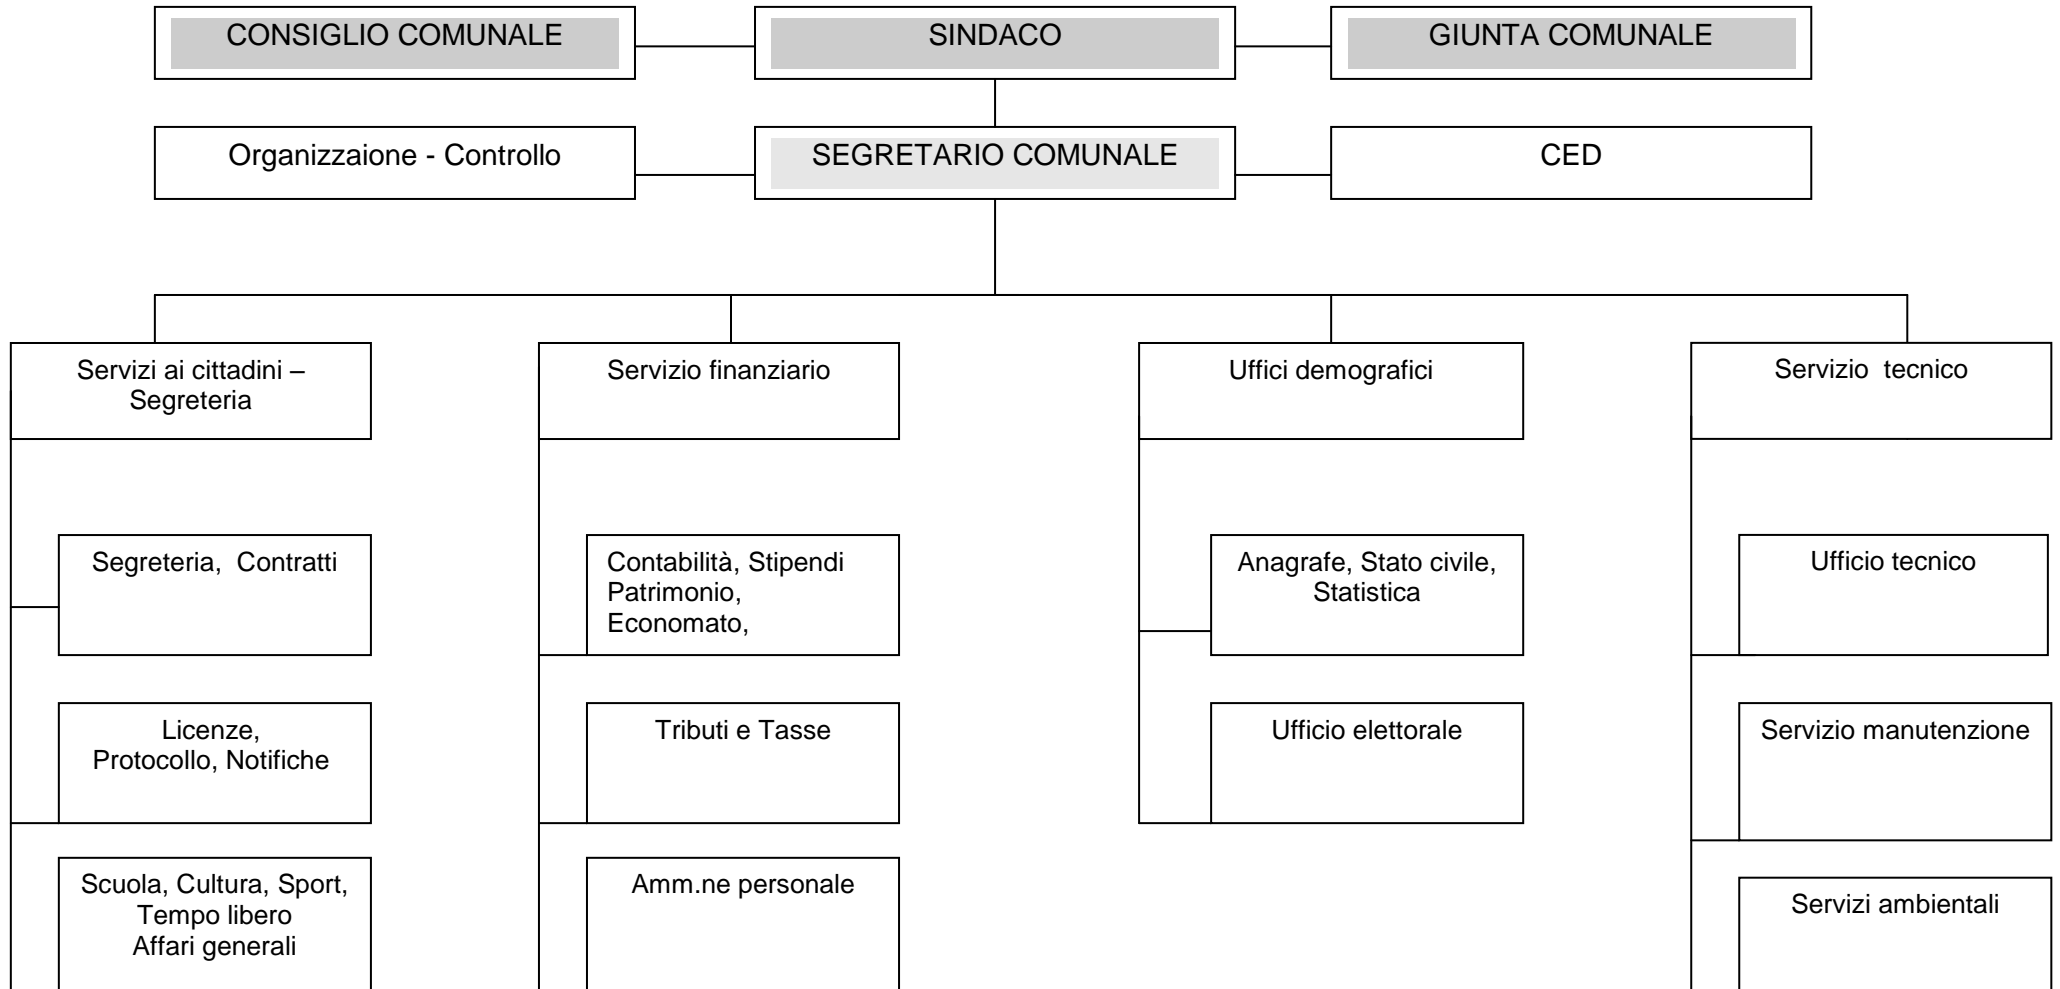 CONSIGLIO COMUNALE
SINDACO
GIUNTA COMUNALE
Organizzaione - Controllo
SEGRETARIO COMUNALE
CED
Servizi ai cittadini –
Segreteria
Servizio finanziario
Uffici demografici
Servizio  tecnico
Segreteria,  Contratti
Contabilità, Stipendi
Patrimonio,
Economato,
Anagrafe, Stato civile,
Statistica
Ufficio tecnico
Licenze,
Protocollo, Notifiche
Tributi e Tasse
Ufficio elettorale
Servizio manutenzione
Scuola, Cultura, Sport,
Tempo libero
Affari generali
Amm.ne personale
Servizi ambientali